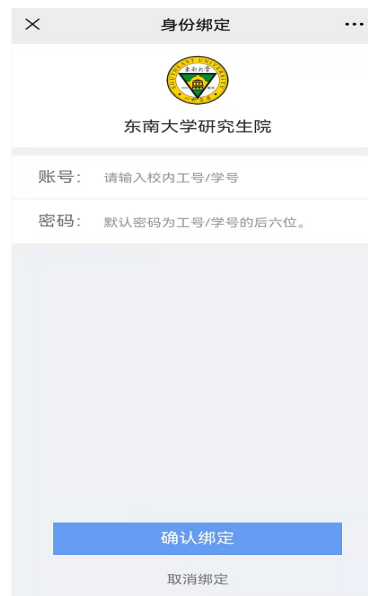 身份绑定
SOUTHEAST UNIVERSITY
东南大学研究生院
账号: 请输入校内工号/学号
密码: 默认密码为工号/学号的后六位。
确认绑定
取消绑定